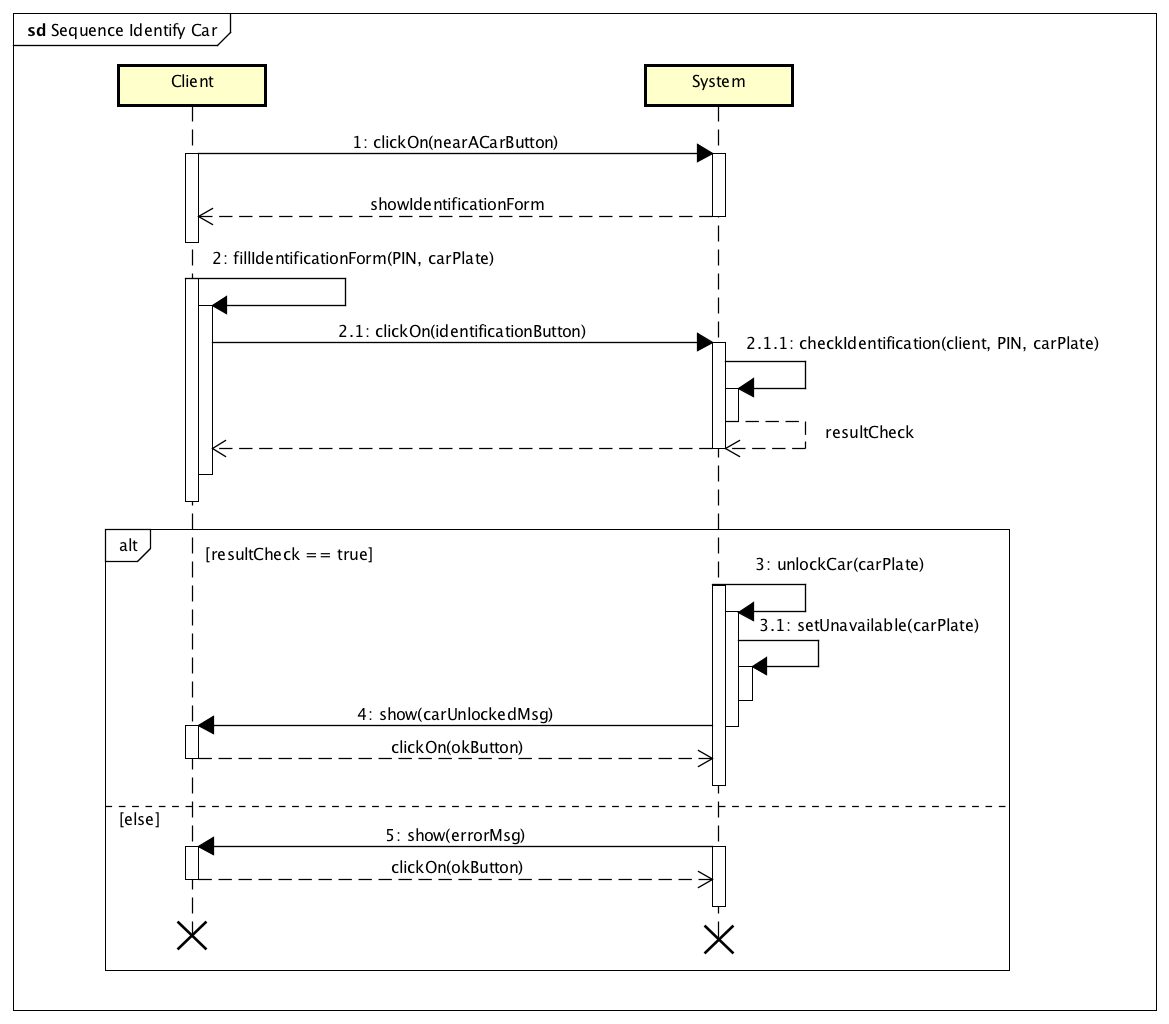 sd Sequence Identify Car
Client
System
1: clickOn(nearACarButton)
showIdentificationForm
2: fillIdentificationForm(PIN, carPlate)
2.1: clickOn(identificationButton)
2.1.1: checkIdentification(client, PIN, carPlate)
resultCheck
alt
[resultCheck == true]
3: unlockCar(carPlate)
3.1: setUnavailable(carPlate)
4: show(carUnlockedMsg)
clickOn(okButton)
[else]
5: show(errorMsg)
clickOn(okButton)